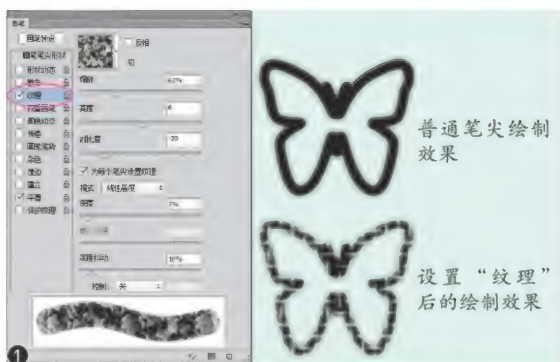 画笔
画笔预设
反相
画笔笔尖形状
形状动态
散布
纹理
双重画笔
颜色动态
传递
画笔笔势
杂色
湿边
建立
平滑
保护纹理
缩放
亮度
6
对比度
为每个笔尖设置纹理
模式
线性高度
深度
深度抖动
控制:
关
1
普通笔尖绘制
效果
设置“纹理”
后的绘制效果